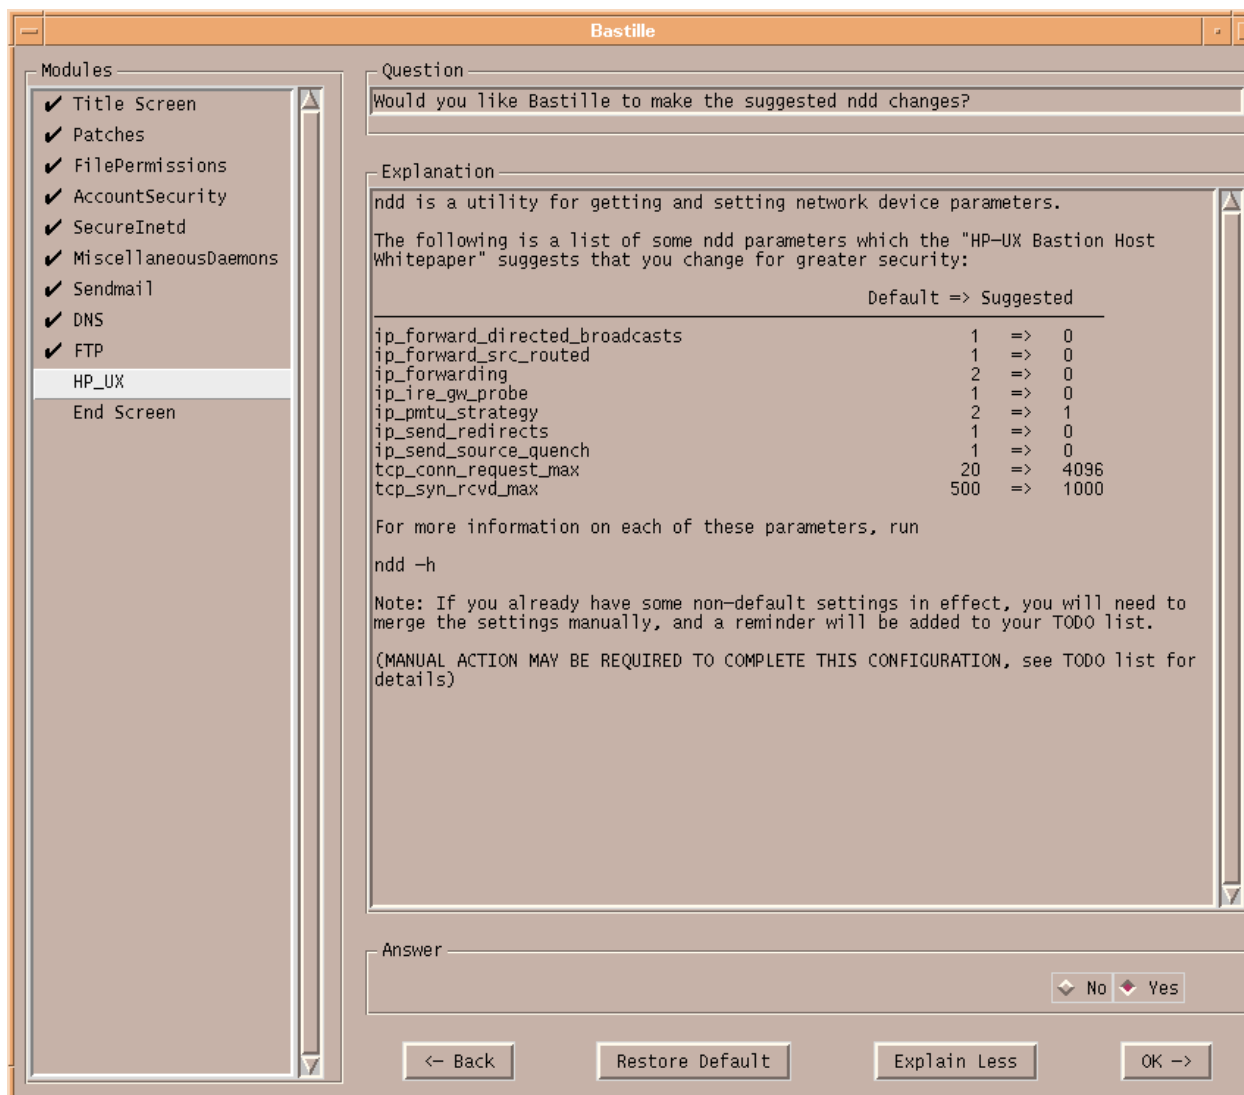 Bastille
Modules
Title Screen
Patches
FilePermissions
AccountSecurity
SecureInetd
MiscellaneousDaemons
Sendmail
DNS
FTP
HP_UX
End Screen
Question
Would you like Bastille to make the suggested ndd changes?
Explanation
ndd is a utility for getting and setting network device parameters.
The following is a list of some ndd parameters which the "HP-UX Bastion Host
Whitepaper" suggests that you change for greater security:
Default => Suggested
ip_forward_directed_broadcasts 1 => 0
ip_forward_src_routed 1 => 0
ip_forwarding 2 => 0
ip_ire_gw_probe 1 => 0
ip_pmtu_strategy 2 => 1
ip_send_redirects 1 => 0
ip_send_source_quench 1 => 0
tcp_conn_request_max 20 => 4096
tcp_syn_rcvd_max 500 => 1000
For more information on each of these parameters, run
ndd -h
Note: If you already have some non-default settings in effect, you will need to
merge the settings manually, and a reminder will be added to your TODO list.
(MANUAL ACTION MAY BE REQUIRED TO COMPLETE THIS CONFIGURATION, see TODO list for
details)
Answer
No Yes
<- Back Restore Default Explain Less OK ->